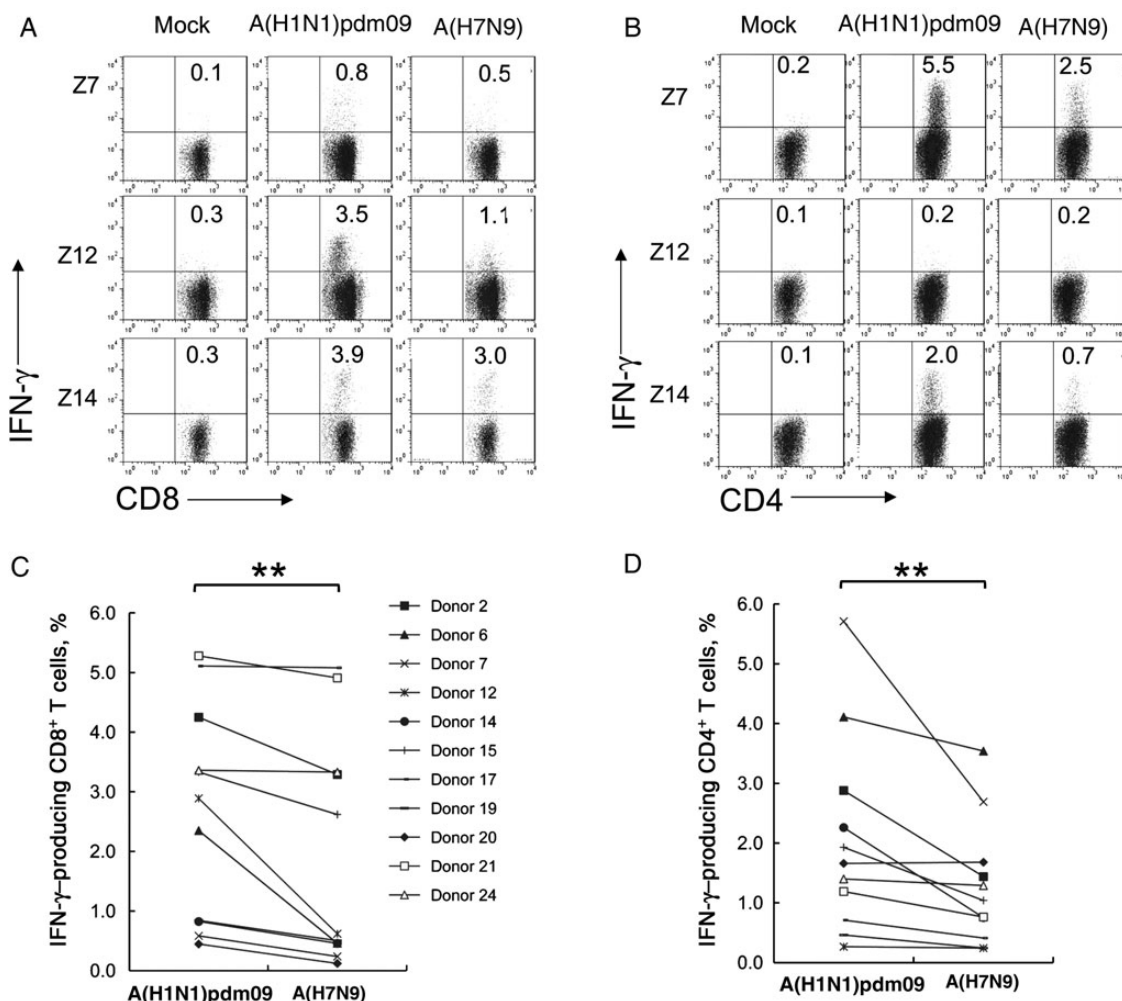 A
Mock A(H1N1)pdm09 A(H7N9)
Z7
0.1 0.8 0.5
Z12
0.3 3.5 1.1
Z14
0.3 3.9 3.0
IFN-γ
CD8
B
Mock A(H1N1)pdm09 A(H7N9)
Z7
0.2 5.5 2.5
Z12
0.1 0.2 0.2
Z14
0.1 2.0 0.7
IFN-γ
CD4
C
**
IFN-γ–producing CD8⁺ T cells, %
6.0
5.0
4.0
3.0
2.0
1.0
0.0
A(H1N1)pdm09 A(H7N9)
Donor 2
Donor 6
Donor 7
Donor 12
Donor 14
Donor 15
Donor 17
Donor 19
Donor 20
Donor 21
Donor 24
D
**
IFN-γ–producing CD4⁺ T cells, %
6.0
5.0
4.0
3.0
2.0
1.0
0.0
A(H1N1)pdm09 A(H7N9)